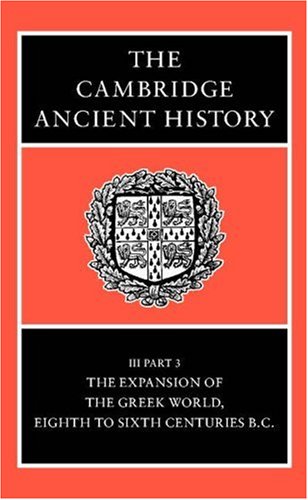 THE
CAMBRIDGE
ANCIENT HISTORY
III PART 3
THE EXPANSION OF
THE GREEK WORLD,
EIGHTH TO SIXTH CENTURIES B.C.